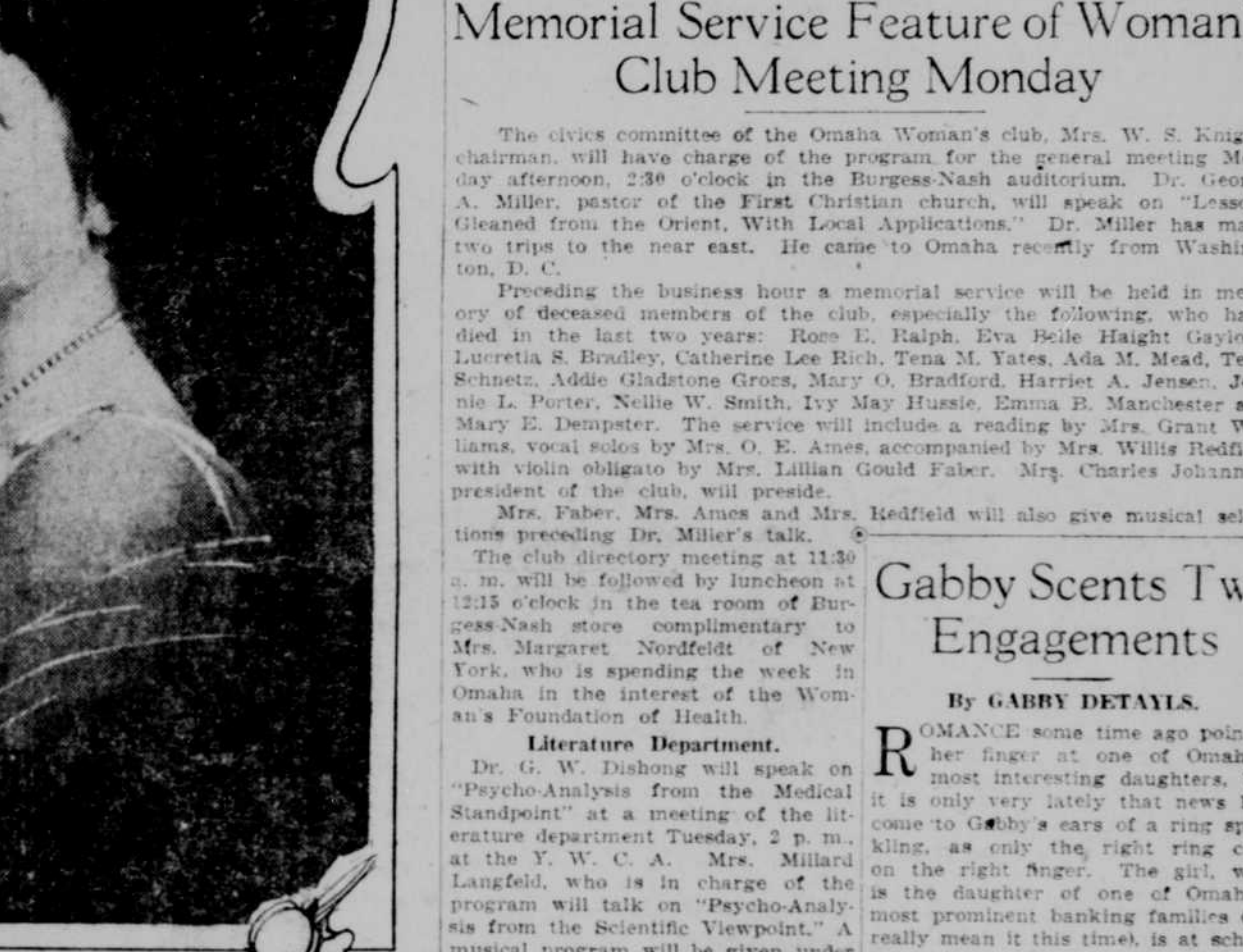 Memorial Service Feature of Woman
Club Meeting Monday
The civics committee of the Omaha Woman's club, Mrs. W. S. Knig
chairman, will have charge of the program for the general meeting M
day afternoon, 2:30 o'clock in the Burgess-Nash auditorium. Dr. Geor
A. Miller, pastor of the First Christian church, will speak on "Lesso
Gleaned from the Orient, With Local Applications." Dr. Miller has ma
two trips to the near east. He came to Omaha recently from Washin
ton, D. C.
Preceding the business hour a memorial service will be held in me
ory of deceased members of the club, especially the following, who ha
died in the last two years: Rose E. Ralph, Eva Belle Haight Gaylo
Lucretia S. Bradley, Catherine Lee Rich, Tena M. Yates, Ada M. Mead, Te
Schnetz, Addie Gladstone Gross, Mary O. Bradford, Harriet A. Jensen, J
nie L. Porter, Nellie W. Smith, Ivy May Hussie, Emma B. Manchester a
Mary E. Dempster. The service will include a reading by Mrs. Grant W
liams, vocal solos by Mrs. O. E. Ames, accompanied by Mrs. Willis Redfi
with violin obligato by Mrs. Lillian Gould Faber. Mrs. Charles Johann
president of the club, will preside.
Mrs. Faber, Mrs. Ames and Mrs. Redfield will also give musical sel
tions preceding Dr. Miller's talk.
The club directory meeting at 11:30
a. m. will be followed by luncheon at
12:15 o'clock in the tea room of Bur-
gess-Nash store complimentary to
Mrs. Margaret Nordfeldt of New
York, who is spending the week in
Omaha in the interest of the Wom-
an's Foundation of Health.
Literature Department.
Dr. G. W. Dishong will speak on
"Psycho-Analysis from the Medical
Standpoint" at a meeting of the lit-
erature department Tuesday, 2 p. m.,
at the Y. W. C. A. Mrs. Millard
Langfeld, who is in charge of the
program will talk on "Psycho-Analy-
sis from the Scientific Viewpoint." A
musical program will be given under
Gabby Scents Tw
Engagements
By GABBY DETAYLS.
ROMANCE some time ago poin
her finger at one of Omah
most interesting daughters,
it is only very lately that news
come to Gabby's ears of a ring sp
kling, as only the right ring c
on the right finger. The girl, w
is the daughter of one of Omah
most prominent banking families
really mean it this time), is at sch